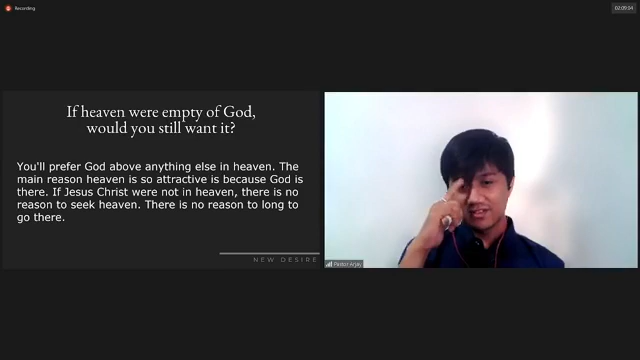 Recording
02:09:04
If heaven were empty of God,
would you still want it?
You'll prefer God above anything else in heaven. The
main reason heaven is so attractive is because God is
there. If Jesus Christ were not in heaven, there is no
reason to seek heaven. There is no reason to long to
go there.
NEW DESIRE
Pastor Arjay